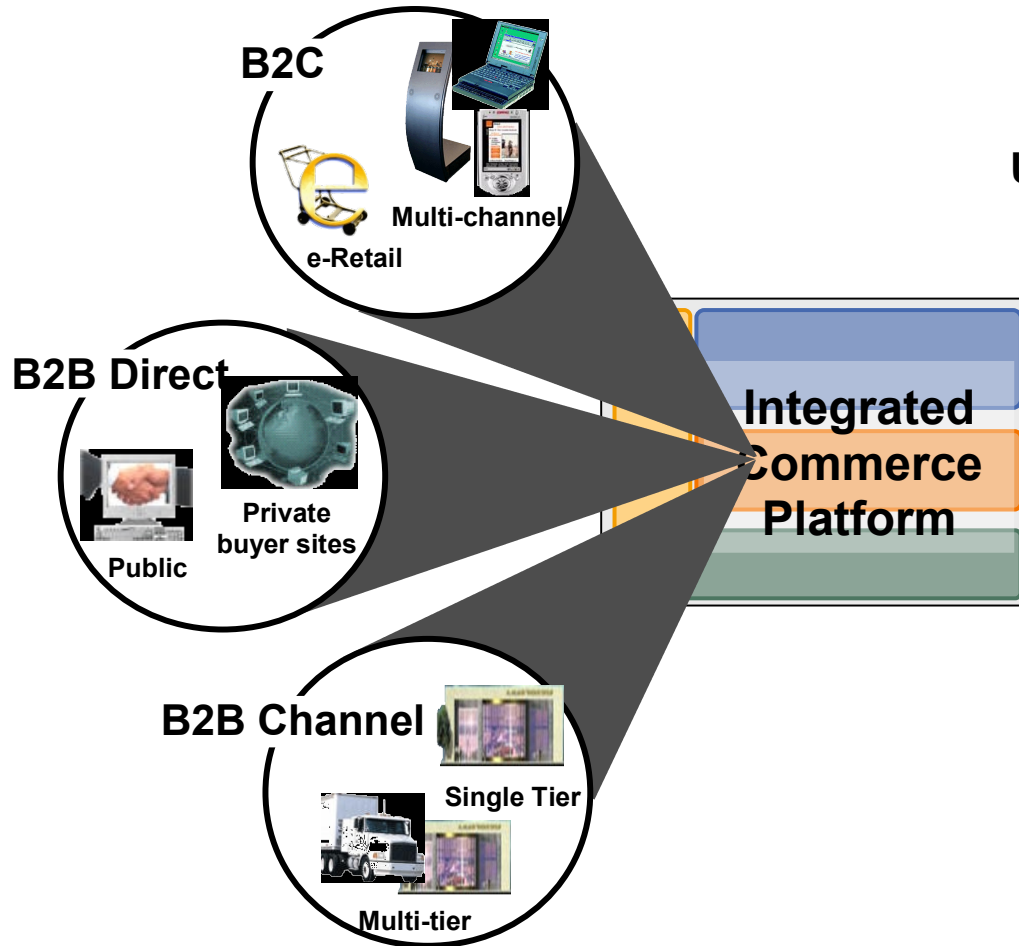 B2C
Multi-channel
e-Retail
B2B Direct
Private
buyer sites
Public
Integrated
Commerce
Platform
B2B Channel
Single Tier
Multi-tier